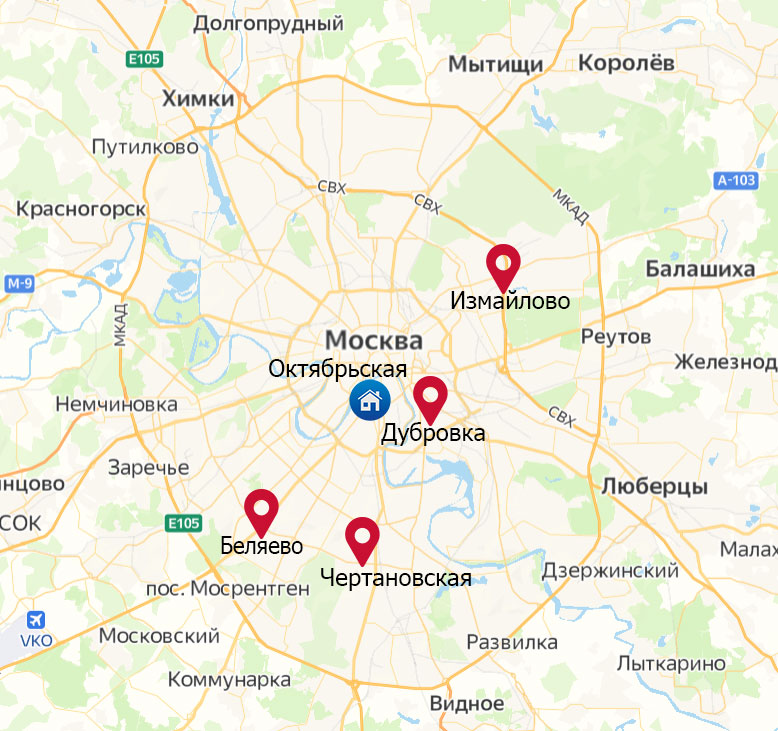 Долгопрудный
E105
Мытищи
Королёв
Химки
Путилково
А-103
СВХ
СВХ
МКАД
Красногорск
Измайлово
Балашиха
М-9
МКАД
Москва
Реутов
Октябрьская
Железнод
Немчиновка
СВХ
Дубровка
Заречье
нцово
Люберцы
СОК
E105
Беляево
Малах
Чертановская
Дзержинский
пос. Мосрентген
VKO
Московский
Развилка
Лыткарино
Коммунарка
Видное